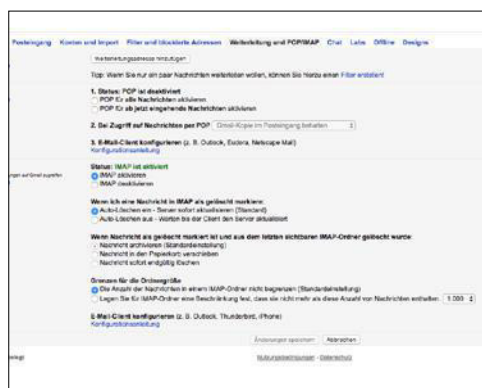 Posteingang Konten und Import Filter und blockierte Adressen Weiterleitung und POP/IMAP Chat Labs Offline Designs
Weiterleitungsadresse hinzufügen
Tipp: Wenn Sie nur ein paar Nachrichten weiterleiten wollen, können Sie hierzu einen Filter erstellen!
1. Status: POP ist deaktiviert
POP für alle Nachrichten aktivieren
POP für ab jetzt eingehende Nachrichten aktivieren
2. Bei Zugriff auf Nachrichten per POP Gmail-Kopie im Posteingang behalten
3. E-Mail-Client konfigurieren (z. B. Outlook, Eudora, Netscape Mail)
Konfigurationsanleitung
auf Gmail zugreifen
Status: IMAP ist aktiviert
IMAP aktivieren
IMAP deaktivieren
Wenn ich eine Nachricht in IMAP als gelöscht markiere:
Auto-Löschen ein - Server sofort aktualisieren (Standard)
Auto-Löschen aus - Warten bis der Client den Server aktualisiert
Wenn Nachricht als gelöscht markiert ist und aus dem letzten sichtbaren IMAP-Ordner gelöscht wurde:
Nachricht archivieren (Standardeinstellung)
Nachricht in den Papierkorb verschieben
Nachricht sofort endgültig löschen
Grenzen für die Ordnergröße
Die Anzahl der Nachrichten in einem IMAP-Ordner nicht begrenzen (Standardeinstellung)
Legen Sie für IMAP-Ordner eine Beschränkung fest, dass sie nicht mehr als diese Anzahl von Nachrichten enthalten 1.000
E-Mail-Client konfigurieren (z. B. Outlook, Thunderbird, iPhone)
Konfigurationsanleitung
Änderungen speichern Abbrechen
Nutzungsbedingungen - Datenschutz